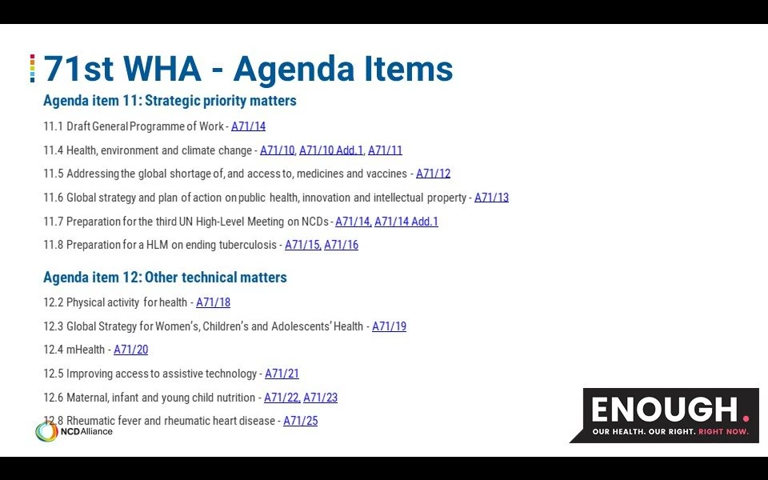 71st WHA - Agenda Items
Agenda item 11: Strategic priority matters
11.1 Draft General Programme of Work - A71/14
11.4 Health, environment and climate change - A71/10, A71/10 Add.1, A71/11
11.5 Addressing the global shortage of, and access to, medicines and vaccines - A71/12
11.6 Global strategy and plan of action on public health, innovation and intellectual property - A71/13
11.7 Preparation for the third UN High-Level Meeting on NCDs - A71/14, A71/14 Add.1
11.8 Preparation for a HLM on ending tuberculosis - A71/15, A71/16
Agenda item 12: Other technical matters
12.2 Physical activity for health - A71/18
12.3 Global Strategy for Women's, Children's and Adolescents' Health - A71/19
12.4 mHealth - A71/20
12.5 Improving access to assistive technology - A71/21
12.6 Maternal, infant and young child nutrition - A71/22, A71/23
12.8 Rheumatic fever and rheumatic heart disease - A71/25
NCDAlliance
ENOUGH.
OUR HEALTH. OUR RIGHT. RIGHT NOW.